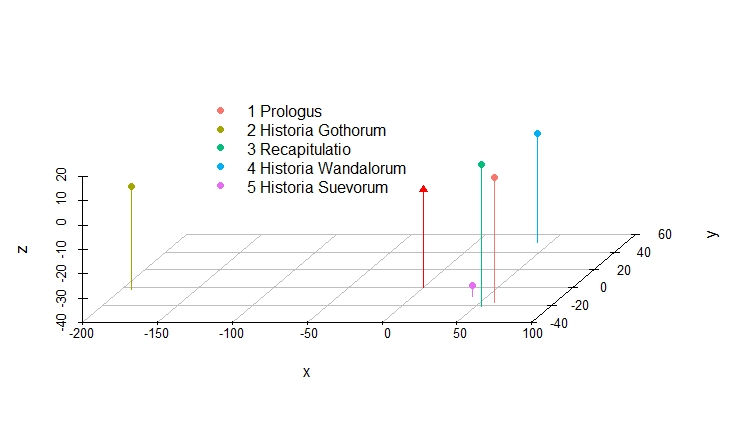 1 Prologus
2 Historia Gothorum
3 Recapitulatio
4 Historia Wandalorum
5 Historia Suevorum
20
10
0
-10
-20
-30
-40
z
60
40
20
0
-20
-40
y
-200 -150 -100 -50 0 50 100
x